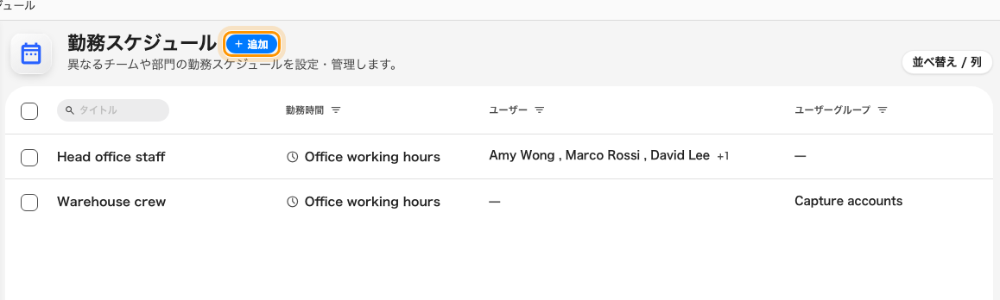 ジュール
勤務スケジュール + 追加
異なるチームや部門の勤務スケジュールを設定・管理します。
並べ替え / 列
タイトル 勤務時間 ユーザー ユーザーグループ
Head office staff Office working hours Amy Wong , Marco Rossi , David Lee +1 —
Warehouse crew Office working hours — Capture accounts